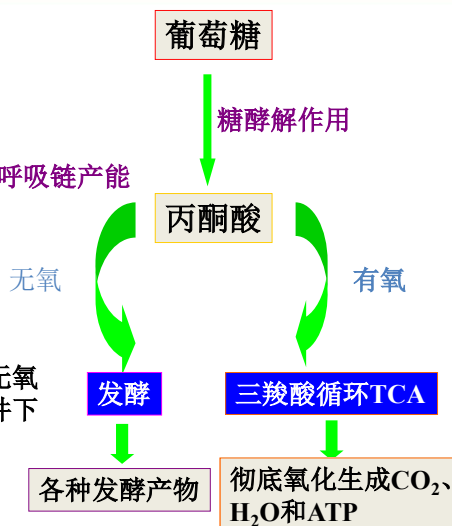 葡萄糖
糖酵解作用
呼吸链产能
丙酮酸
无氧
有氧
无氧
件下
发酵
三羧酸循环TCA
各种发酵产物
彻底氧化生成CO₂、
H₂O和ATP